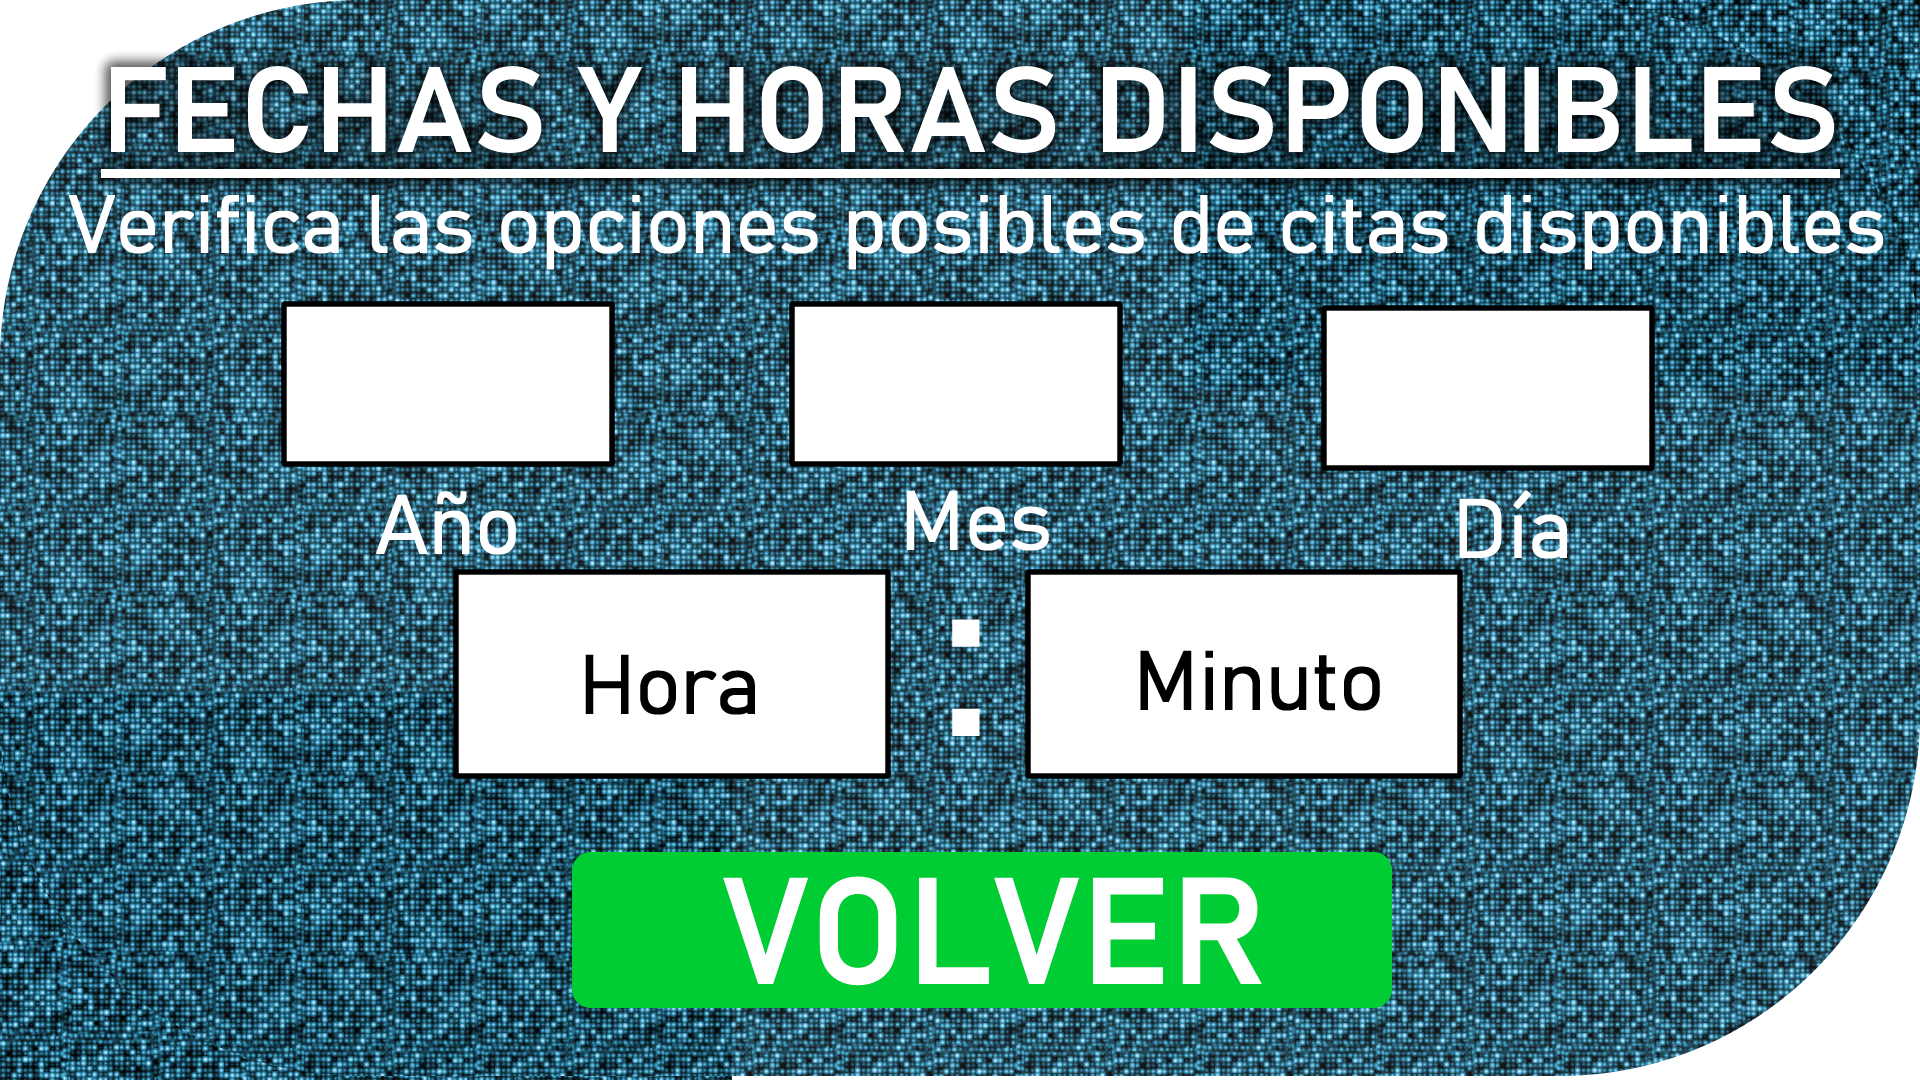 FECHAS Y HORAS DISPONIBLES
Verifica las opciones posibles de citas disponibles
Año Mes Día
Hora : Minuto
VOLVER